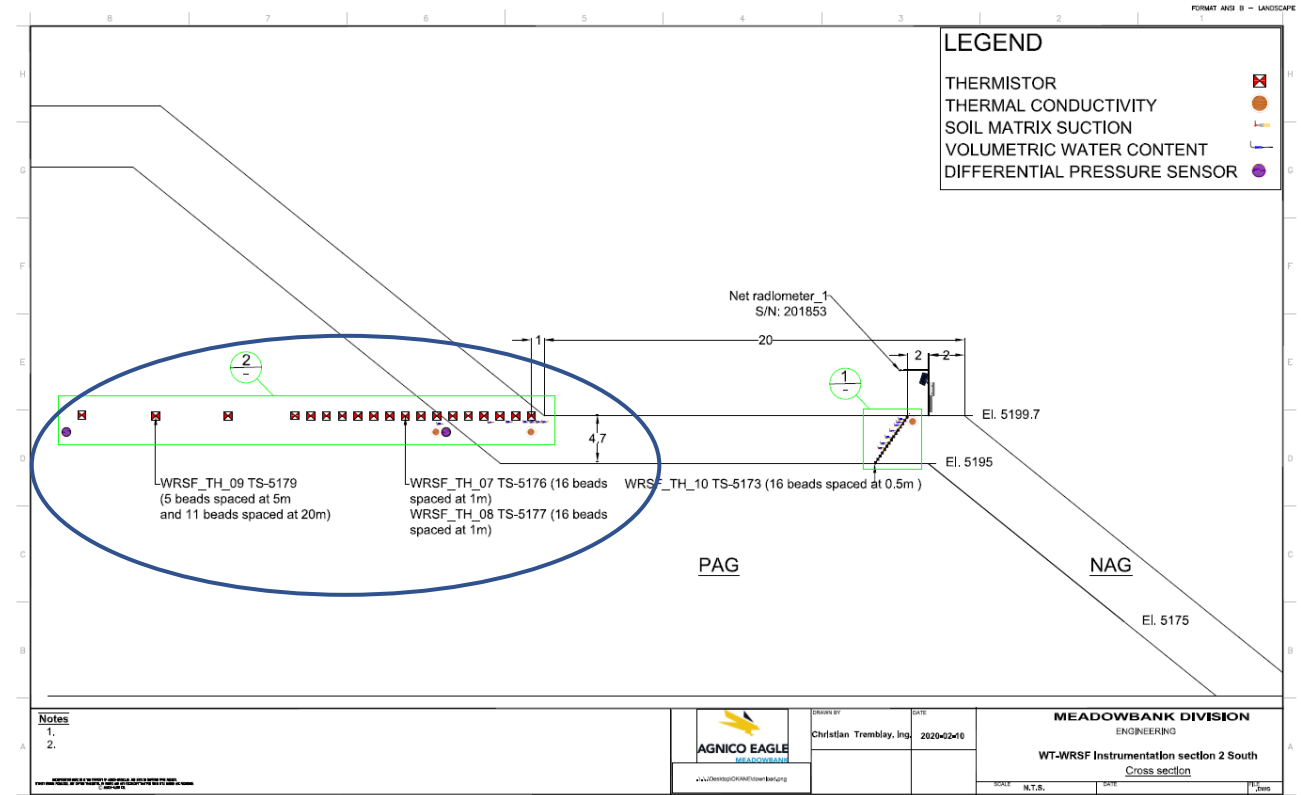 FORMAT ANSI B - LANDSCAPE
8 7 6 5 4 3 2 1
H H
G G
F F
E E
D D
C C
B B
A A
LEGEND
THERMISTOR
THERMAL CONDUCTIVITY
SOIL MATRIX SUCTION
VOLUMETRIC WATER CONTENT
DIFFERENTIAL PRESSURE SENSOR
Net radiometer_1
S/N: 201853
1
20
2 2
2
-
1
-
El. 5199.7
4,7
El. 5195
WRSF_TH_09 TS-5179
(5 beads spaced at 5m
and 11 beads spaced at 20m)
WRSF_TH_07 TS-5176 (16 beads
spaced at 1m)
WRSF_TH_08 TS-5177 (16 beads
spaced at 1m)
WRSF_TH_10 TS-5173 (16 beads spaced at 0.5m )
PAG
NAG
El. 5175
Notes
1.
2.
AGNICO EAGLE
MEADOWBANK
DRAWN BY
Christian Tremblay, ing.
DATE
2020-02-10
MEADOWBANK DIVISION
ENGINEERING
WT-WRSF Instrumentation section 2 South
Cross section
SCALE
N.T.S.
DATE
FILE
.DWG